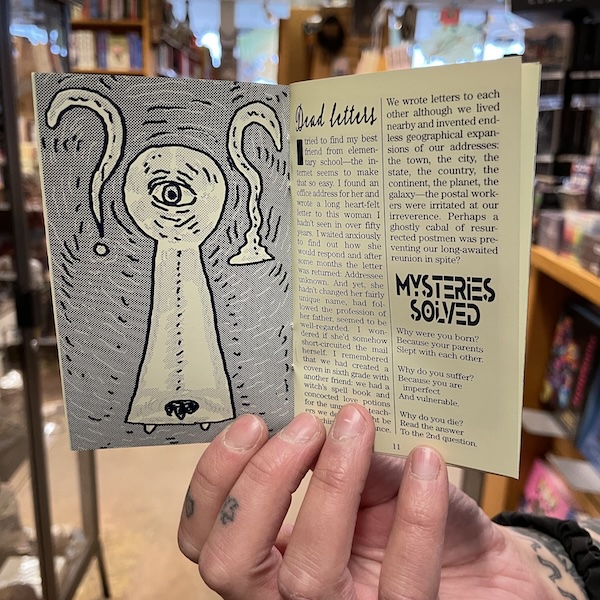 Dead letters
I tried to find my best
friend from elemen-
tary school—the in-
ternet seems to make
that so easy. I found an
office address for her and
wrote a long heart-felt
letter to this woman I
hadn't seen in over fifty
years. I waited anxiously
to find out how she
would respond and after
some months the letter
was returned: Addressee
unknown. And yet, she
hadn't changed her fairly
unique name, had fol-
lowed the profession of
her father, seemed to be
well-regarded. I won-
dered if she'd somehow
short-circuited the mail
herself. I remembered
that we had created a
coven in sixth grade with
another friend: we had a
witch's spell book and
concocted love potions
for the
teach-
ers we
be
We wrote letters to each
other although we lived
nearby and invented end-
less geographical expan-
sions of our addresses:
the town, the city, the
state, the country, the
continent, the planet, the
galaxy—the postal work-
ers were irritated at our
irreverence. Perhaps a
ghostly cabal of resur-
rected postmen was pre-
venting our long-awaited
reunion in spite?
MYSTERIES
SOLVED
Why were you born?
Because your parents
Slept with each other.
Why do you suffer?
Because you are
imperfect
And vulnerable.
Why do you die?
Read the answer
To the 2nd question.
11